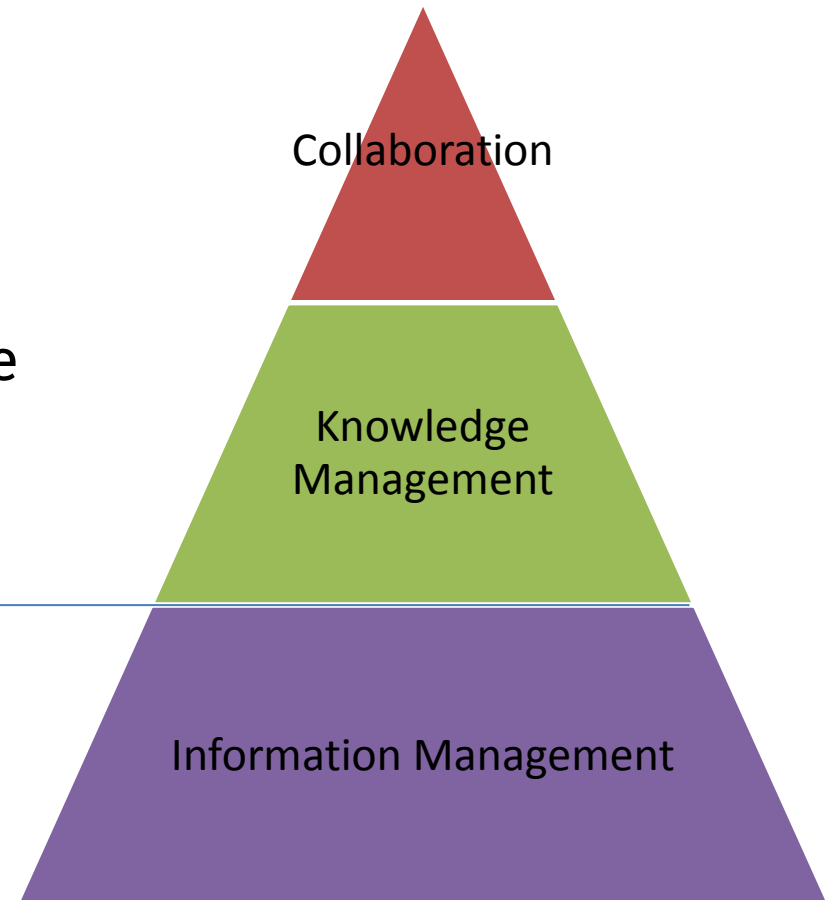 Collaboration
e
Knowledge
Management
Information Management